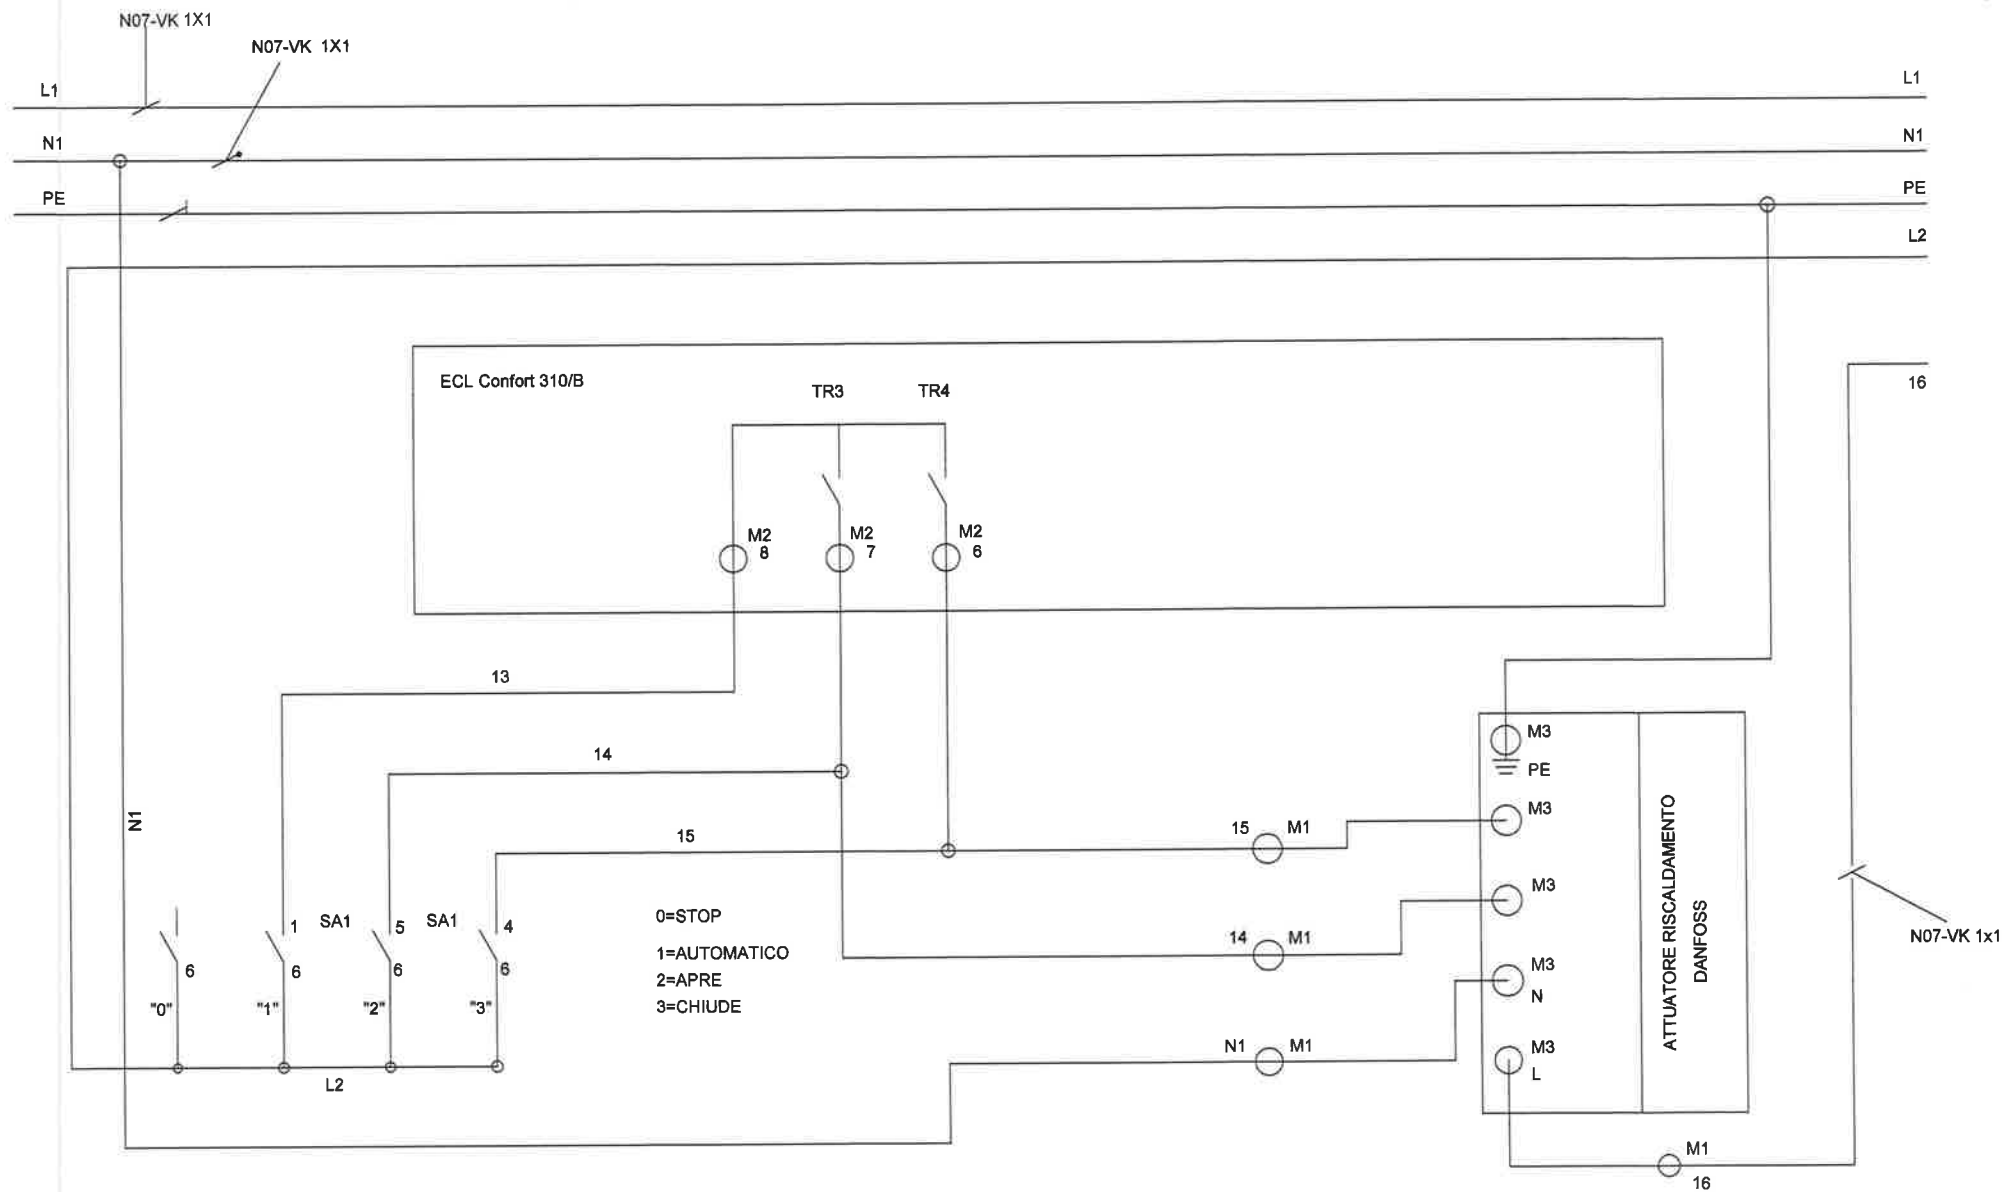 N07-VK 1X1
N07-VK 1X1
L1
L1
N1
N1
PE
PE
L2
ECL Confort 310/B
TR3
TR4
16
M2
8
M2
7
M2
6
13
14
15
N1
M3
PE
M3
15
M1
M3
14
M1
M3
N
N1
M1
M3
L
ATTUATORE RISCALDAMENTO
DANFOSS
N07-VK 1x1
1
SA1
5
SA1
4
6
6
6
6
"0"
"1"
"2"
"3"
0=STOP
1=AUTOMATICO
2=APRE
3=CHIUDE
L2
M1
16